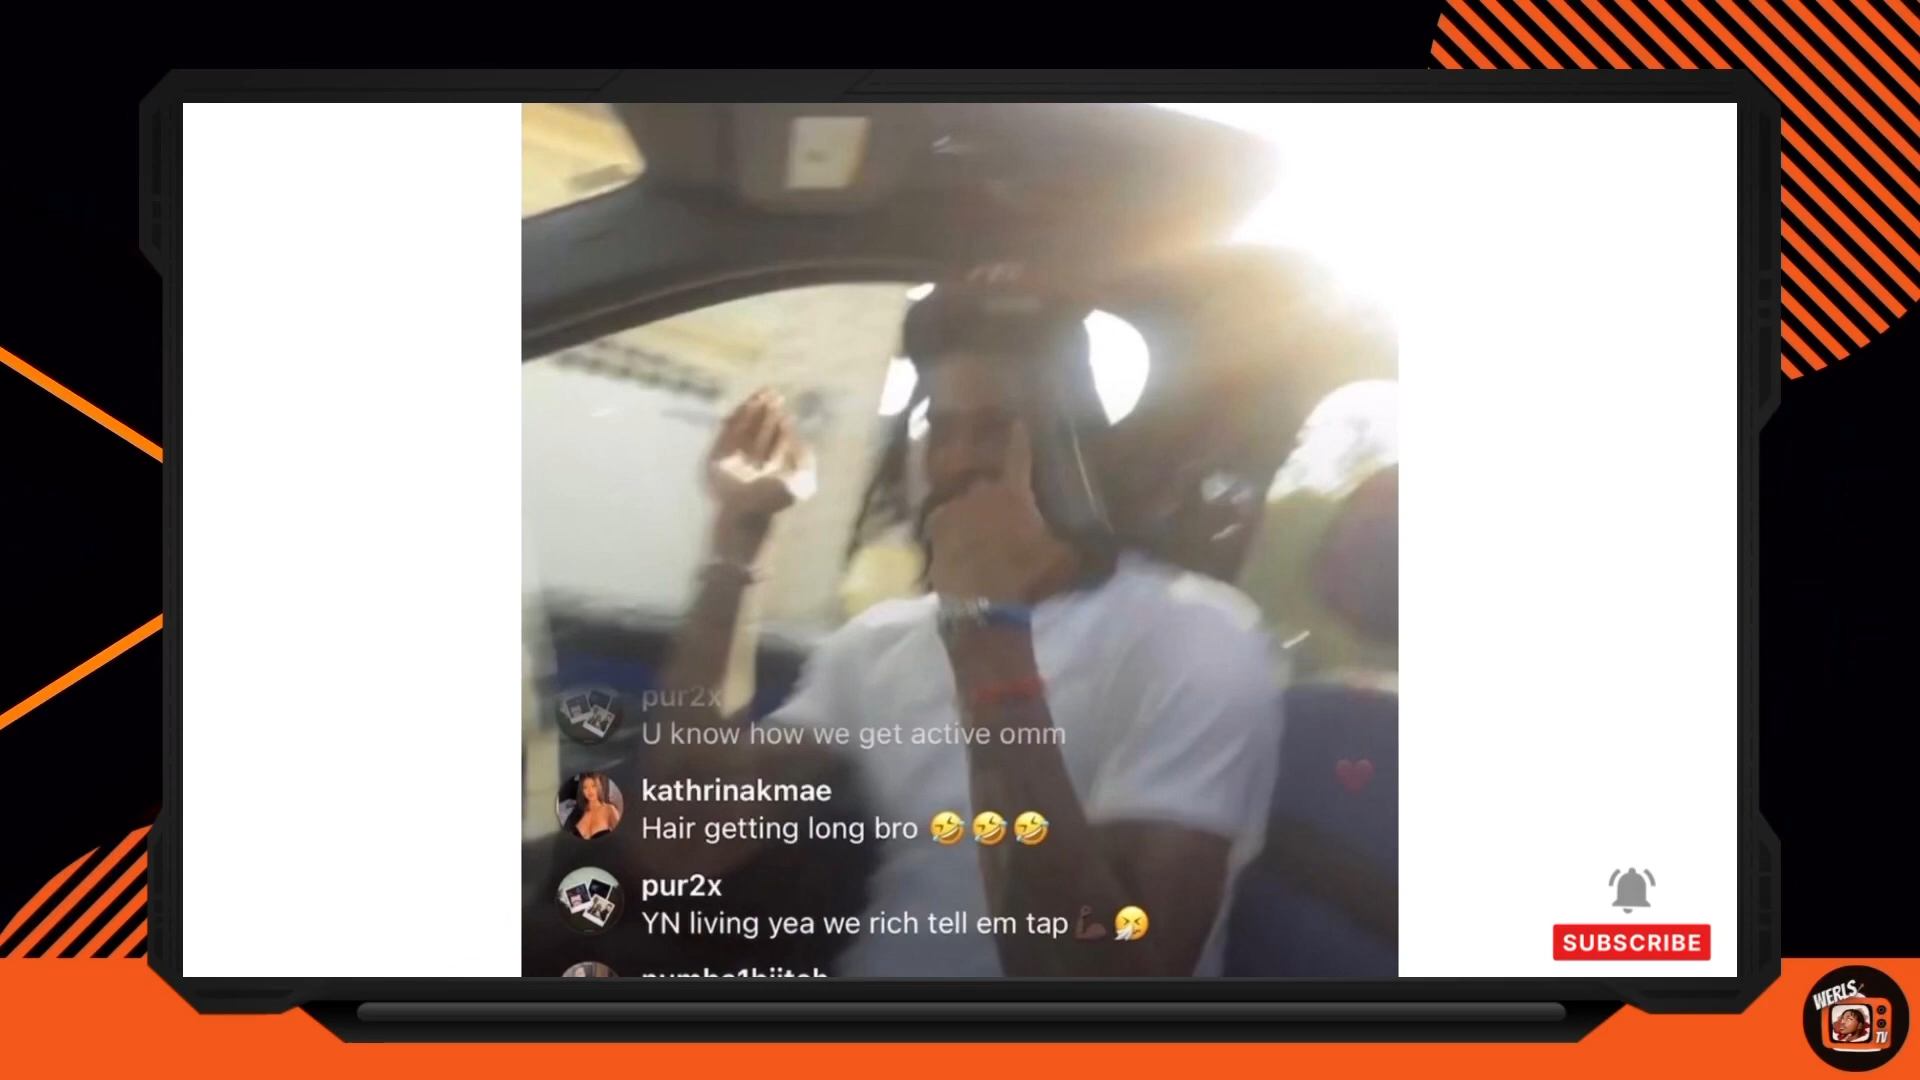 pur2x
U know how we get active omm
kathrinakmae
Hair getting long bro 🤣🤣🤣
pur2x
YN living yea we rich tell em tap 💪🏿🤧
SUBSCRIBE
WERLS
TV